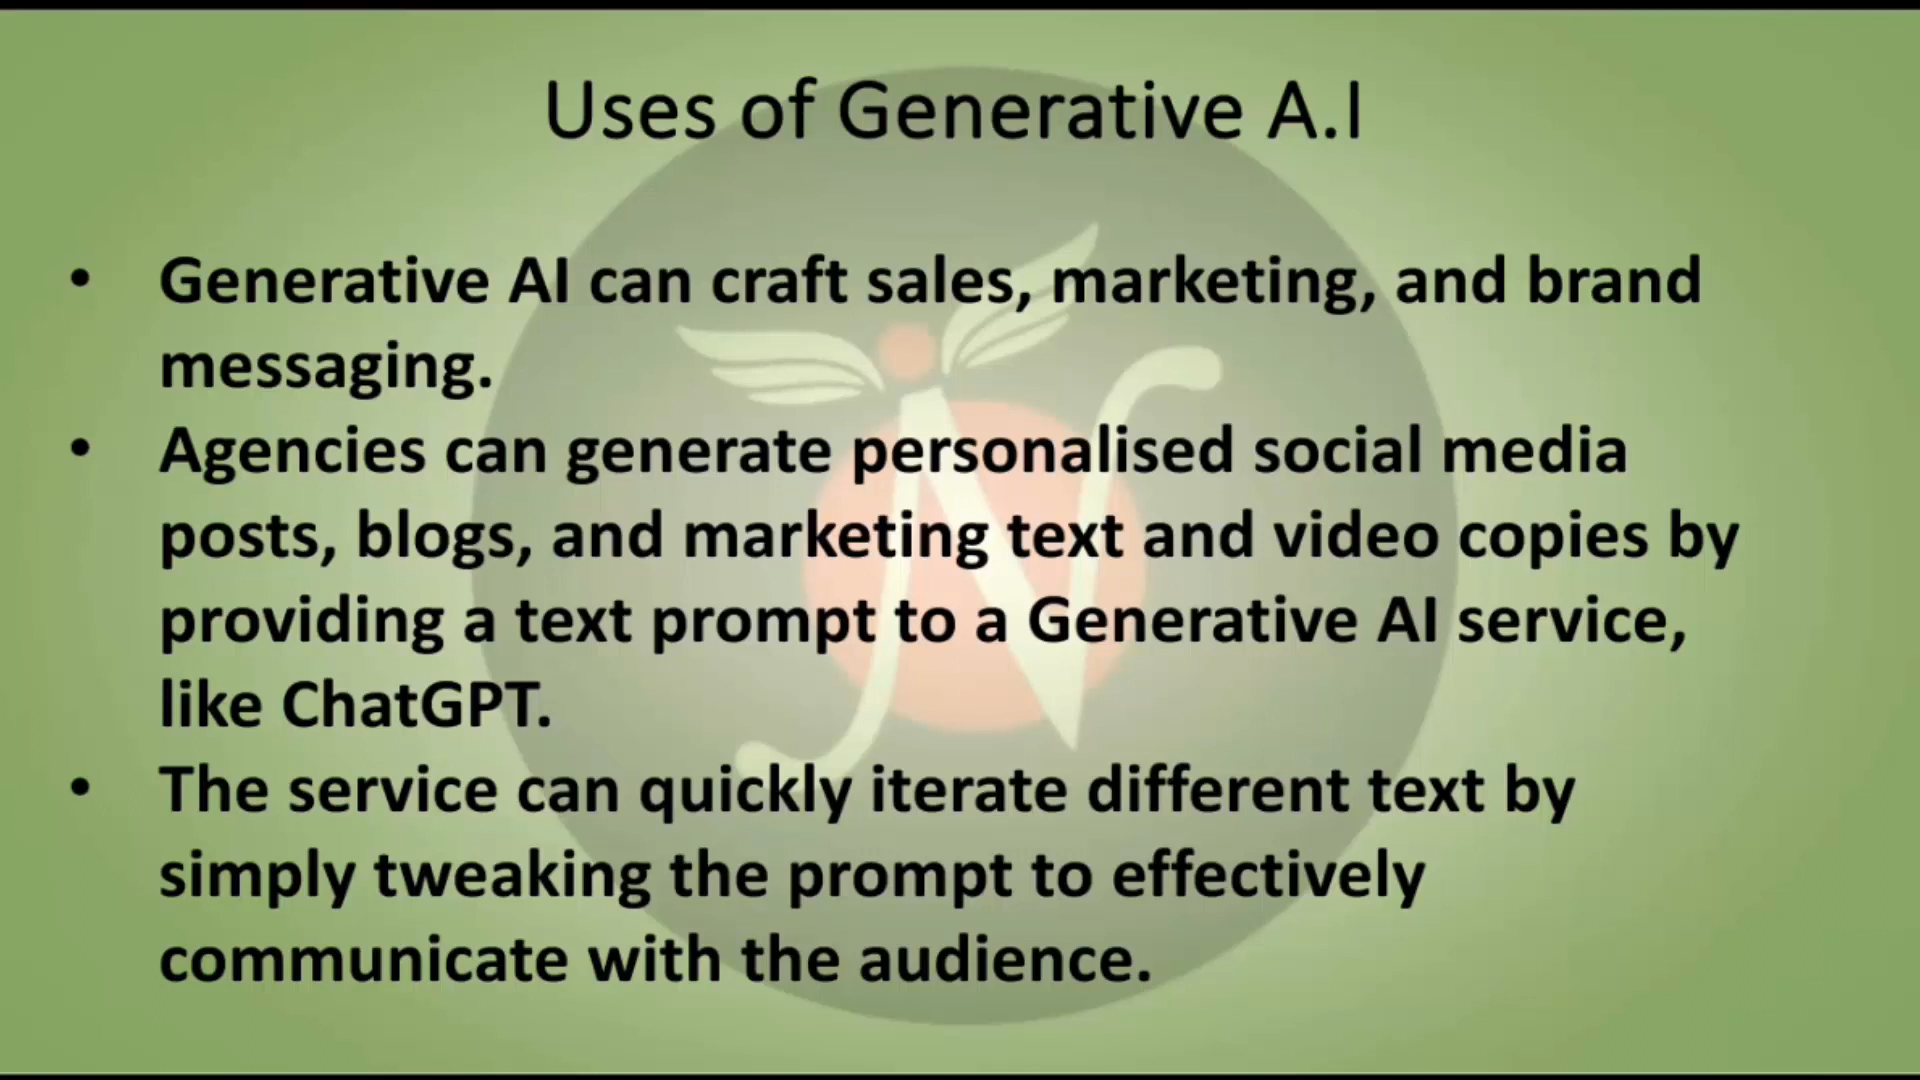 Uses of Generative A.I
• Generative AI can craft sales, marketing, and brand
messaging.
• Agencies can generate personalised social media
posts, blogs, and marketing text and video copies by
providing a text prompt to a Generative AI service,
like ChatGPT.
• The service can quickly iterate different text by
simply tweaking the prompt to effectively
communicate with the audience.